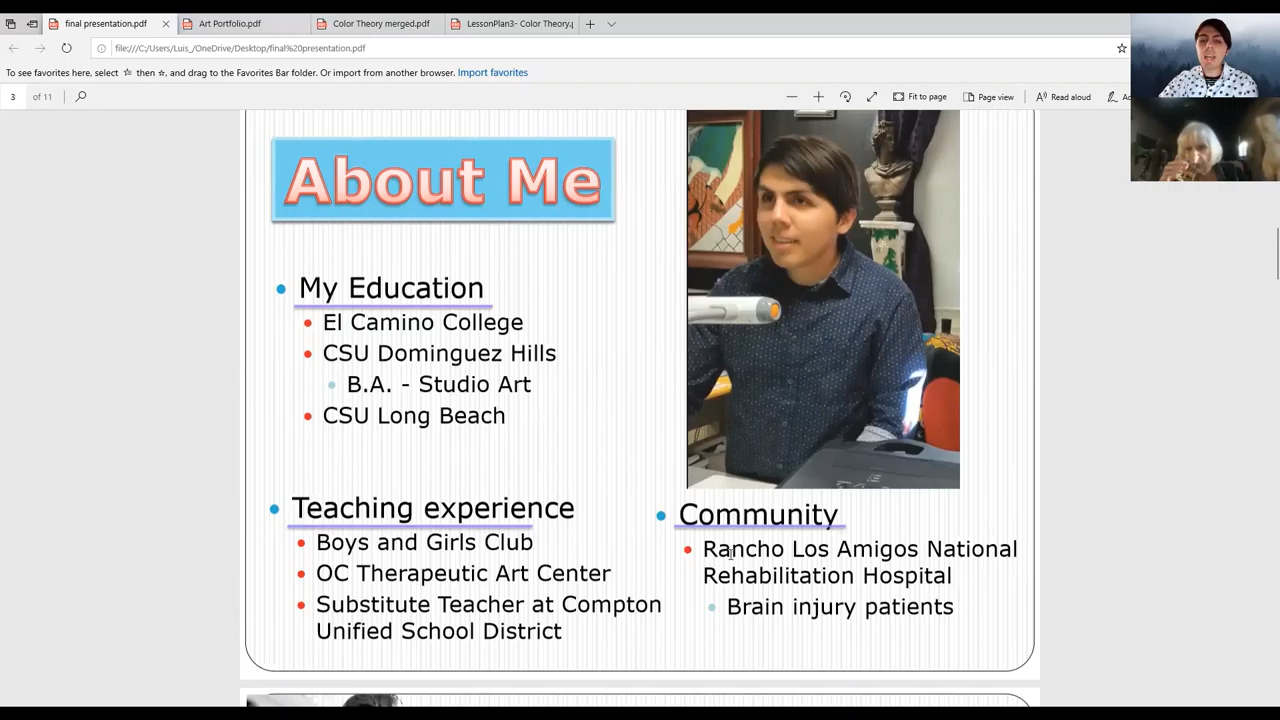 final presentation.pdf
Art Portfolio.pdf
Color Theory merged.pdf
LessonPlan3- Color Theory.p
file:///C:/Users/Luis_/OneDrive/Desktop/final%20presentation.pdf
To see favorites here, select ☆ then ☆, and drag to the Favorites Bar folder. Or import from another browser. Import favorites
3 of 11
Fit to page
Page view
Read aloud
About Me
My Education
El Camino College
CSU Dominguez Hills
B.A. - Studio Art
CSU Long Beach
Teaching experience
Boys and Girls Club
OC Therapeutic Art Center
Substitute Teacher at Compton
Unified School District
Community
Rancho Los Amigos National
Rehabilitation Hospital
Brain injury patients